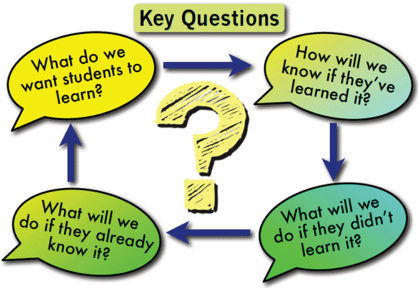 Key Questions
What do we
want students to
learn?
How will we
know if they've
learned it?
What will we
do if they already
know it?
What will we
do if they didn't
learn it?
?